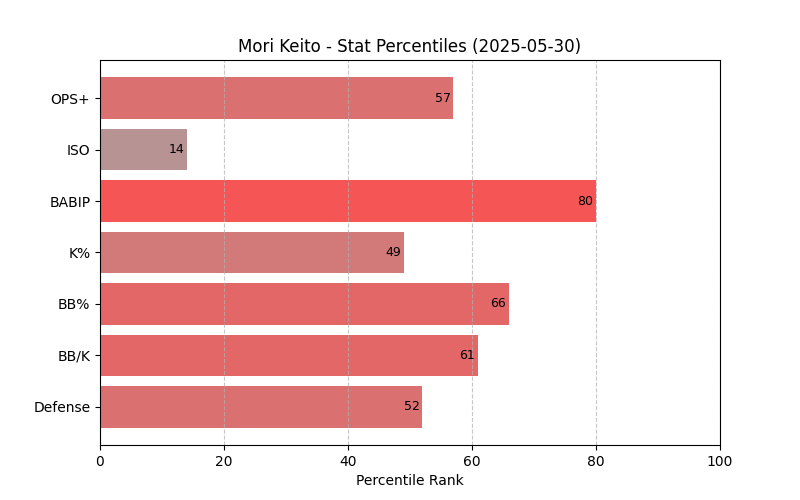 Mori Keito - Stat Percentiles (2025-05-30)
OPS+ 57
ISO 14
BABIP 80
K% 49
BB% 66
BB/K 61
Defense 52
0 20 40 60 80 100
Percentile Rank